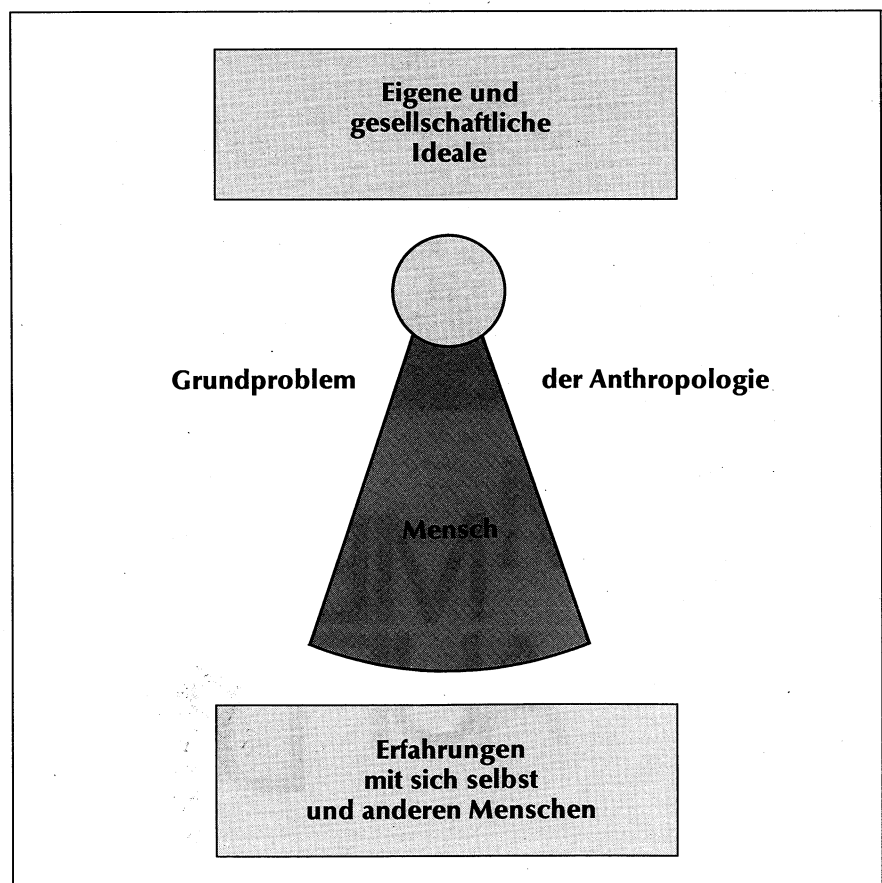 Eigene und
gesellschaftliche
Ideale
Grundproblem der Anthropologie
Mensch
Erfahrungen
mit sich selbst
und anderen Menschen